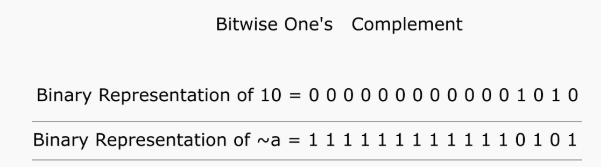 Bitwise One's Complement
Binary Representation of 10 = 0 0 0 0 0 0 0 0 0 0 0 0 1 0 1 0
Binary Representation of ~a = 1 1 1 1 1 1 1 1 1 1 1 1 0 1 0 1